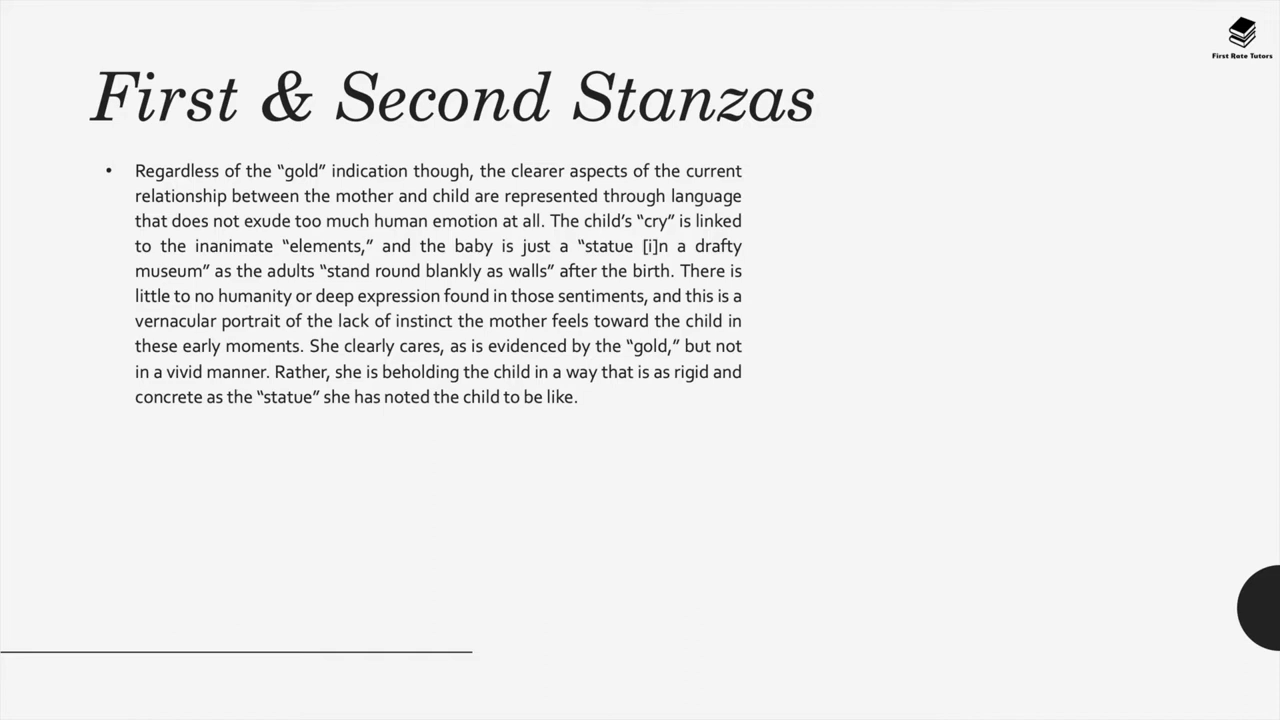 First Rate Tutors
First & Second Stanzas
• Regardless of the “gold” indication though, the clearer aspects of the current
relationship between the mother and child are represented through language
that does not exude too much human emotion at all. The child’s “cry” is linked
to the inanimate “elements,” and the baby is just a “statue [i]n a drafty
museum” as the adults “stand round blankly as walls” after the birth. There is
little to no humanity or deep expression found in those sentiments, and this is a
vernacular portrait of the lack of instinct the mother feels toward the child in
these early moments. She clearly cares, as is evidenced by the “gold,” but not
in a vivid manner. Rather, she is beholding the child in a way that is as rigid and
concrete as the “statue” she has noted the child to be like.